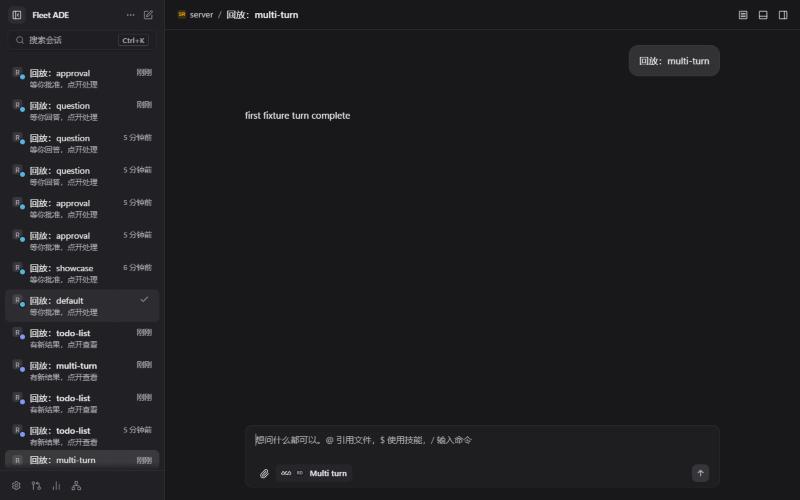 Fleet ADE
搜索会话
Ctrl+K
回放：approval
刚刚
等你批准，点开处理
回放：question
刚刚
等你回答，点开处理
回放：question
5 分钟前
等你回答，点开处理
回放：question
5 分钟前
等你回答，点开处理
回放：approval
5 分钟前
等你批准，点开处理
回放：approval
5 分钟前
等你批准，点开处理
回放：showcase
6 分钟前
等你批准，点开处理
回放：default
等你批准，点开处理
回放：todo-list
刚刚
有新结果，点开查看
回放：multi-turn
刚刚
有新结果，点开查看
回放：todo-list
刚刚
有新结果，点开查看
回放：todo-list
5 分钟前
有新结果，点开查看
回放：multi-turn
刚刚
server / 回放：multi-turn
回放：multi-turn
first fixture turn complete
想问什么都可以。@ 引用文件，$ 使用技能，/ 输入命令
Multi turn